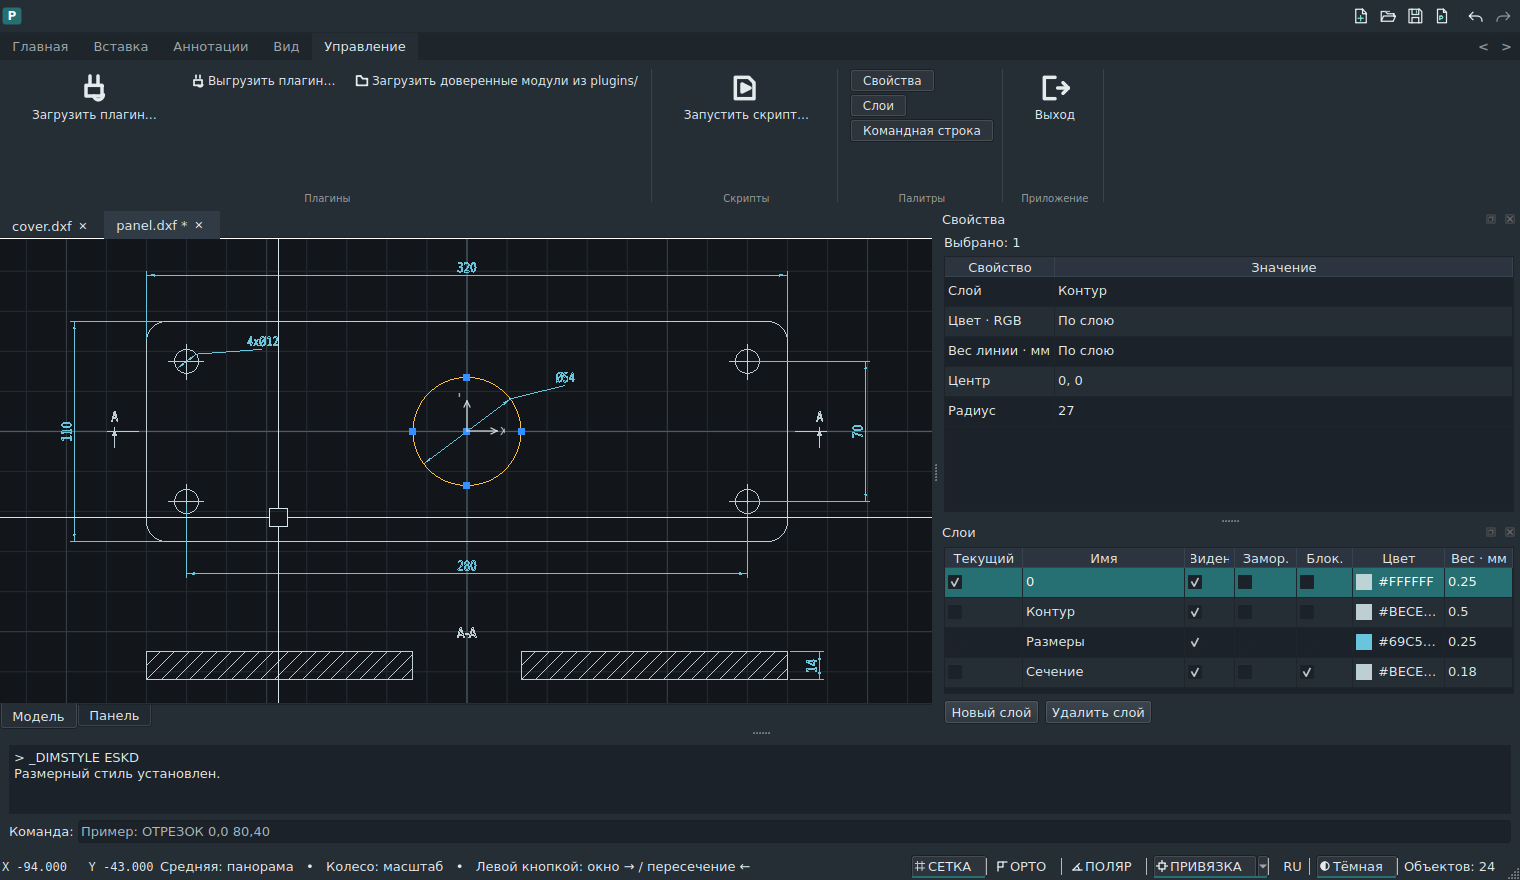 P
Главная Вставка Аннотации Вид Управление < >
Загрузить плагин...
Выгрузить плагин...
Загрузить доверенные модули из plugins/
Плагины
Запустить скрипт...
Скрипты
Свойства
Слои
Командная строка
Палитры
Выход
Приложение
cover.dxf × panel.dxf * ×
320
4xØ12
Ø54
A A
110
70
X
280
A-A
14
Модель Панель
Свойства
Выбрано: 1
Свойство Значение
Слой Контур
Цвет · RGB По слою
Вес линии · мм По слою
Центр 0, 0
Радиус 27
Слои
Текущий Имя Виден Замор. Блок. Цвет Вес · мм
0 #FFFFFF 0.25
Контур #BECE... 0.5
Размеры #69C5... 0.25
Сечение #BECE... 0.18
Новый слой Удалить слой
> _DIMSTYLE ESKD
Размерный стиль установлен.
Команда: Пример: ОТРЕЗОК 0,0 80,40
X -94.000 Y -43.000 Средняя: панорама • Колесо: масштаб • Левой кнопкой: окно → / пересечение ← СЕТКА ОРТО ПОЛЯР ПРИВЯЗКА RU Тёмная Объектов: 24